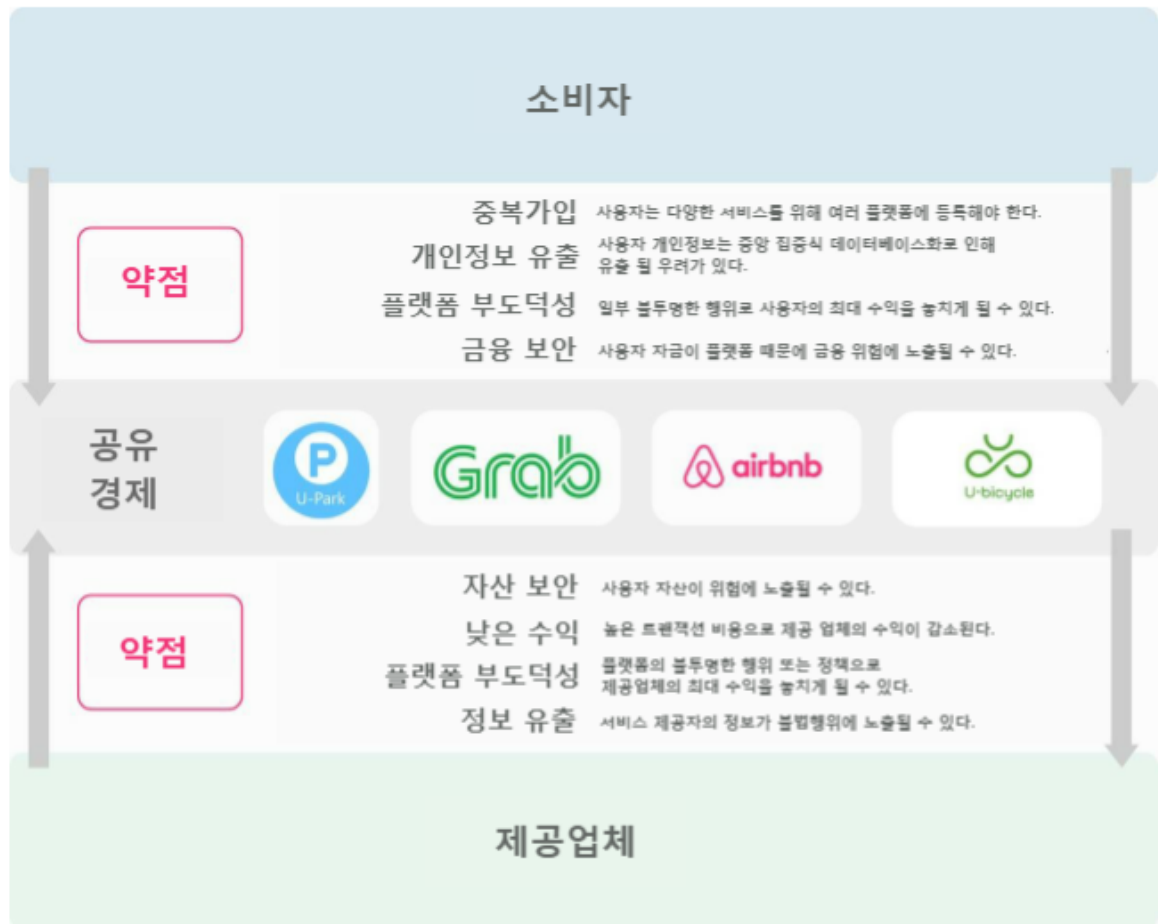 소비자
약점
중복가입 사용자는 다양한 서비스를 위해 여러 플랫폼에 등록해야 한다.
개인정보 유출 사용자 개인정보는 중앙 집중식 데이터베이스화로 인해
유출 될 우려가 있다.
플랫폼 부도덕성 일부 불투명한 행위로 사용자의 최대 수익을 놓치게 될 수 있다.
금융 보안 사용자 자금이 플랫폼 때문에 금융 위험에 노출될 수 있다.
공유
경제
P
U-Park
Grab
airbnb
U-bicycle
약점
자산 보안 사용자 자산이 위험에 노출될 수 있다.
낮은 수익 높은 트랜잭션 비용으로 제공 업체의 수익이 감소된다.
플랫폼 부도덕성 플랫폼의 불투명한 행위 또는 정책으로
제공업체의 최대 수익을 놓치게 될 수 있다.
정보 유출 서비스 제공자의 정보가 불법행위에 노출될 수 있다.
제공업체